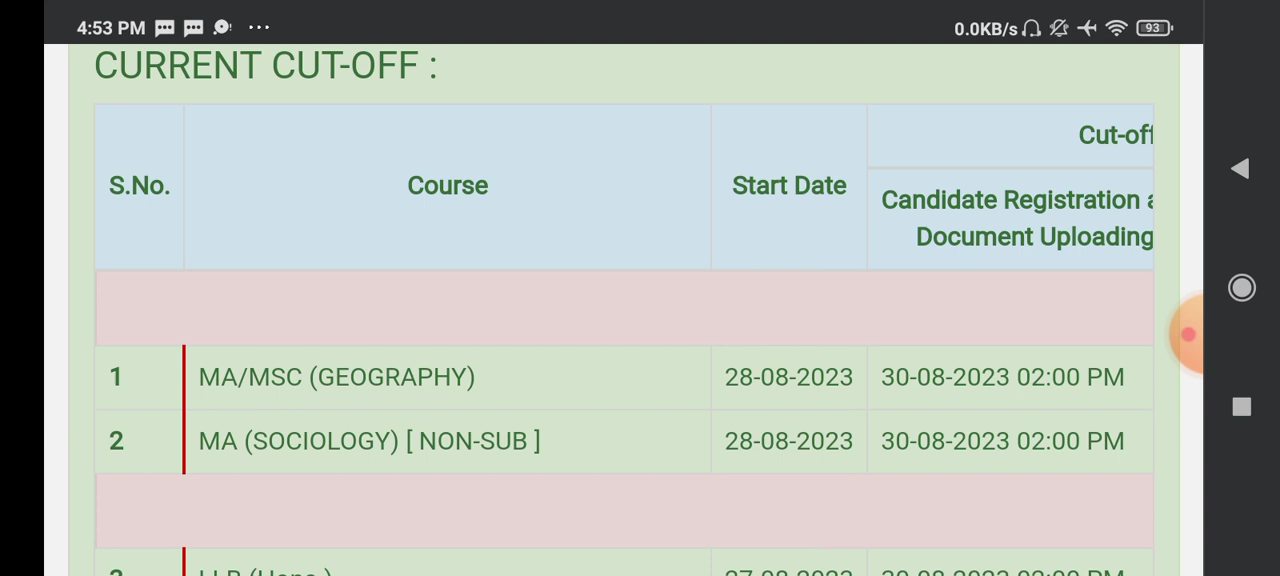 4:53 PM
0.0KB/s
93
CURRENT CUT-OFF :
S.No.
Course
Start Date
Cut-off
Candidate Registration a
Document Uploading
1 MA/MSC (GEOGRAPHY) 28-08-2023 30-08-2023 02:00 PM
2 MA (SOCIOLOGY) [ NON-SUB ] 28-08-2023 30-08-2023 02:00 PM